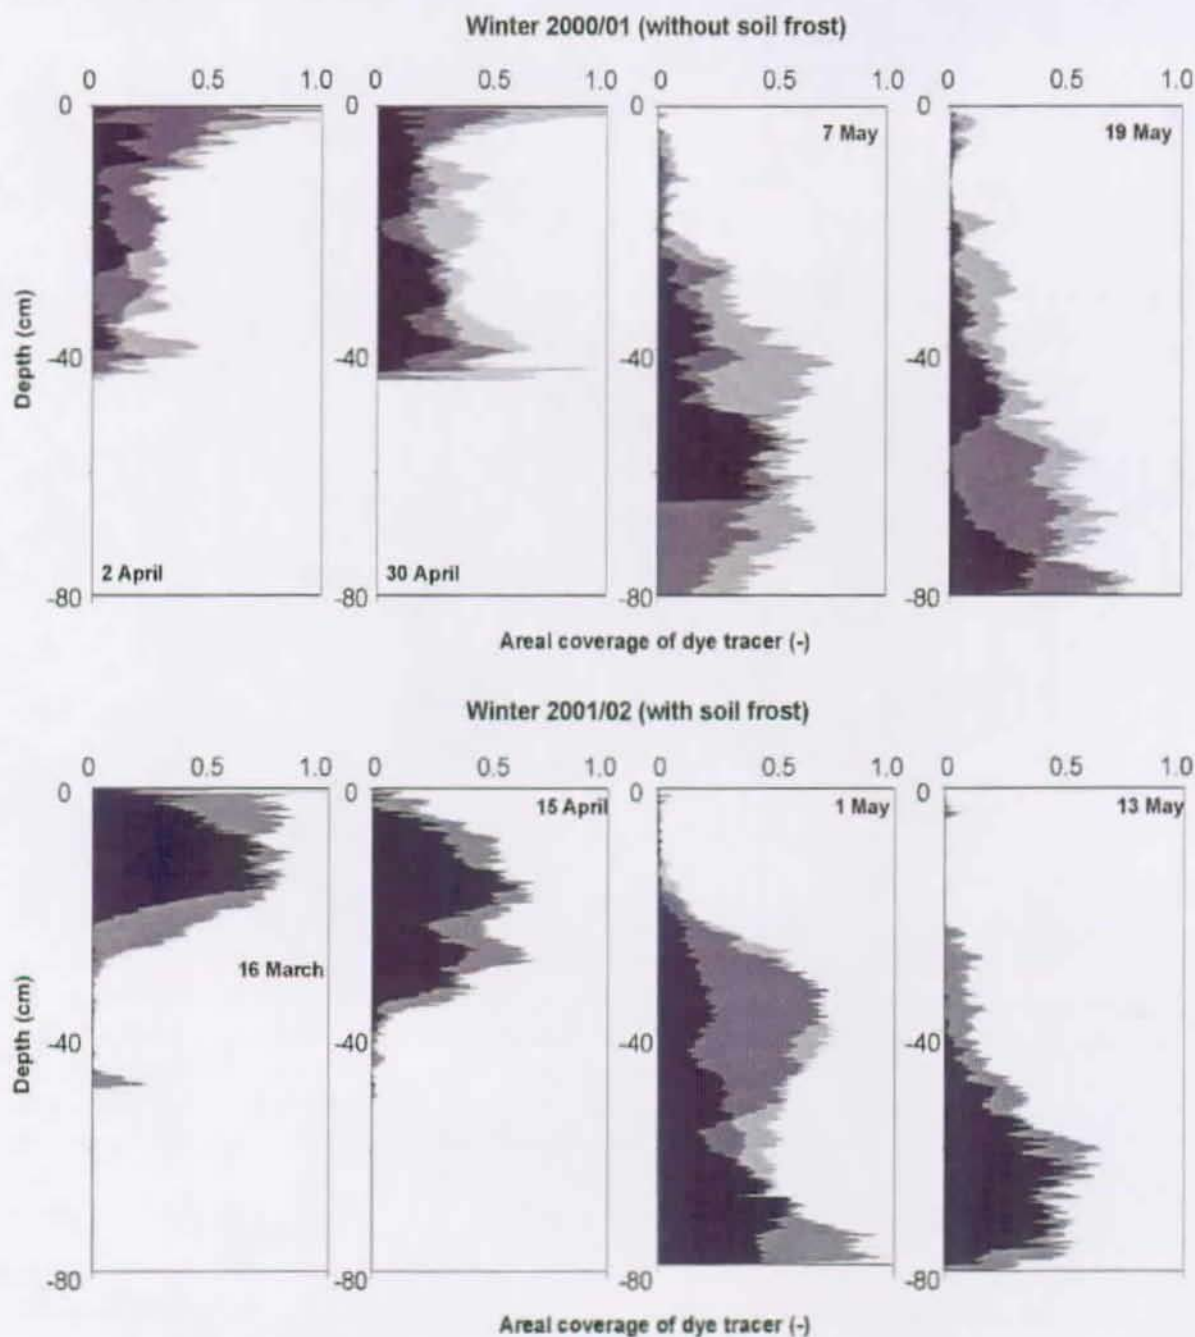 Winter 2000/01 (without soil frost)
0 0.5 1.0 0 0.5 1.0 0 0.5 1.0 0 0.5 1.0
0 0 0
7 May 19 May
Depth (cm)
-40 -40 -40 -40
2 April 30 April
-80 -80 -80 -80
Areal coverage of dye tracer (-)
Winter 2001/02 (with soil frost)
0 0.5 1.0 0 0.5 1.0 0 0.5 1.0 0 0.5 1.0
0 0 0 0
15 April 1 May 13 May
16 March
Depth (cm)
-40 -40 -40 -40
-80 -80 -80 -80
Areal coverage of dye tracer (-)